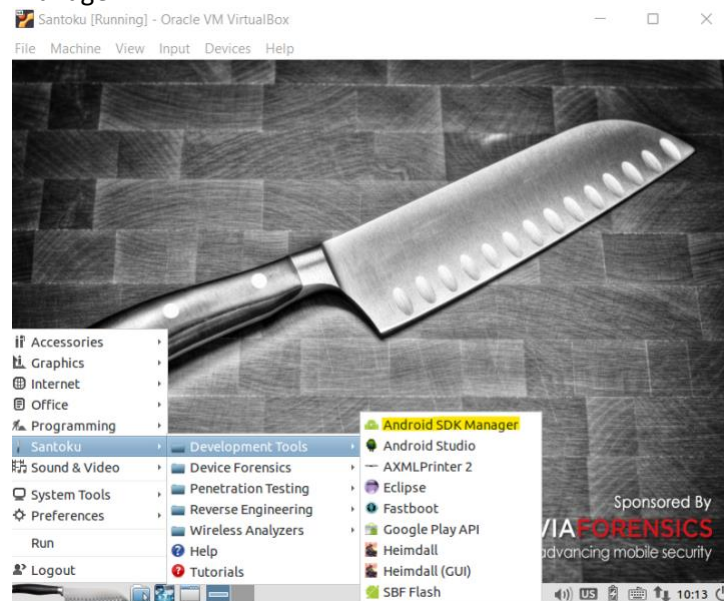 Santoku [Running] - Oracle VM VirtualBox
File Machine View Input Devices Help
Accessories
Graphics
Internet
Office
Programming
Santoku
Sound & Video
System Tools
Preferences
Run
Logout
Development Tools
Device Forensics
Penetration Testing
Reverse Engineering
Wireless Analyzers
Help
Tutorials
Android SDK Manager
Android Studio
AXMLPrinter 2
Eclipse
Fastboot
Google Play API
Heimdall
Heimdall (GUI)
SBF Flash
Sponsored By
VIAFORENSICS
advancing mobile security
US 10:13